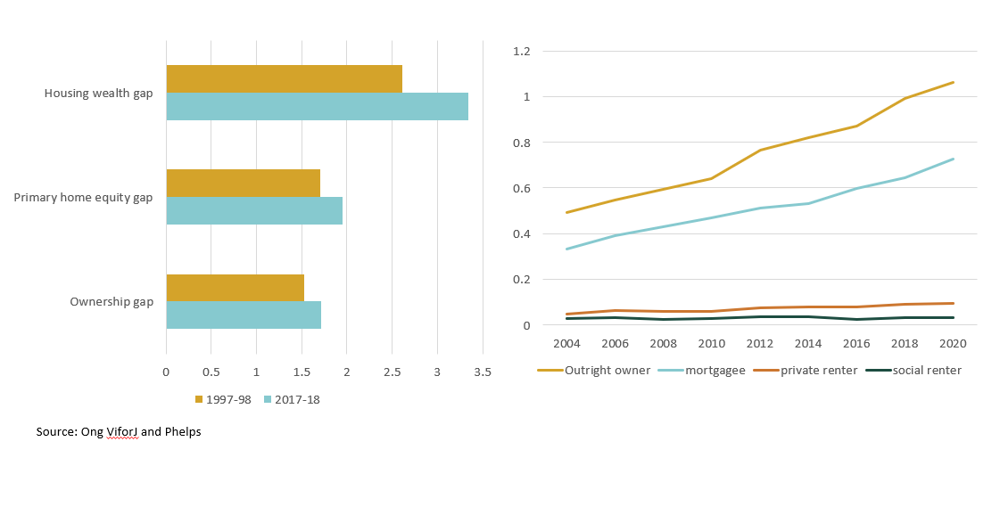 Housing wealth gap
Primary home equity gap
Ownership gap
0 0.5 1 1.5 2 2.5 3 3.5
1997-98 2017-18
1.2
1
0.8
0.6
0.4
0.2
0
2004 2006 2008 2010 2012 2014 2016 2018 2020
Outright owner mortgagee private renter social renter
Source: Ong ViforJ and Phelps